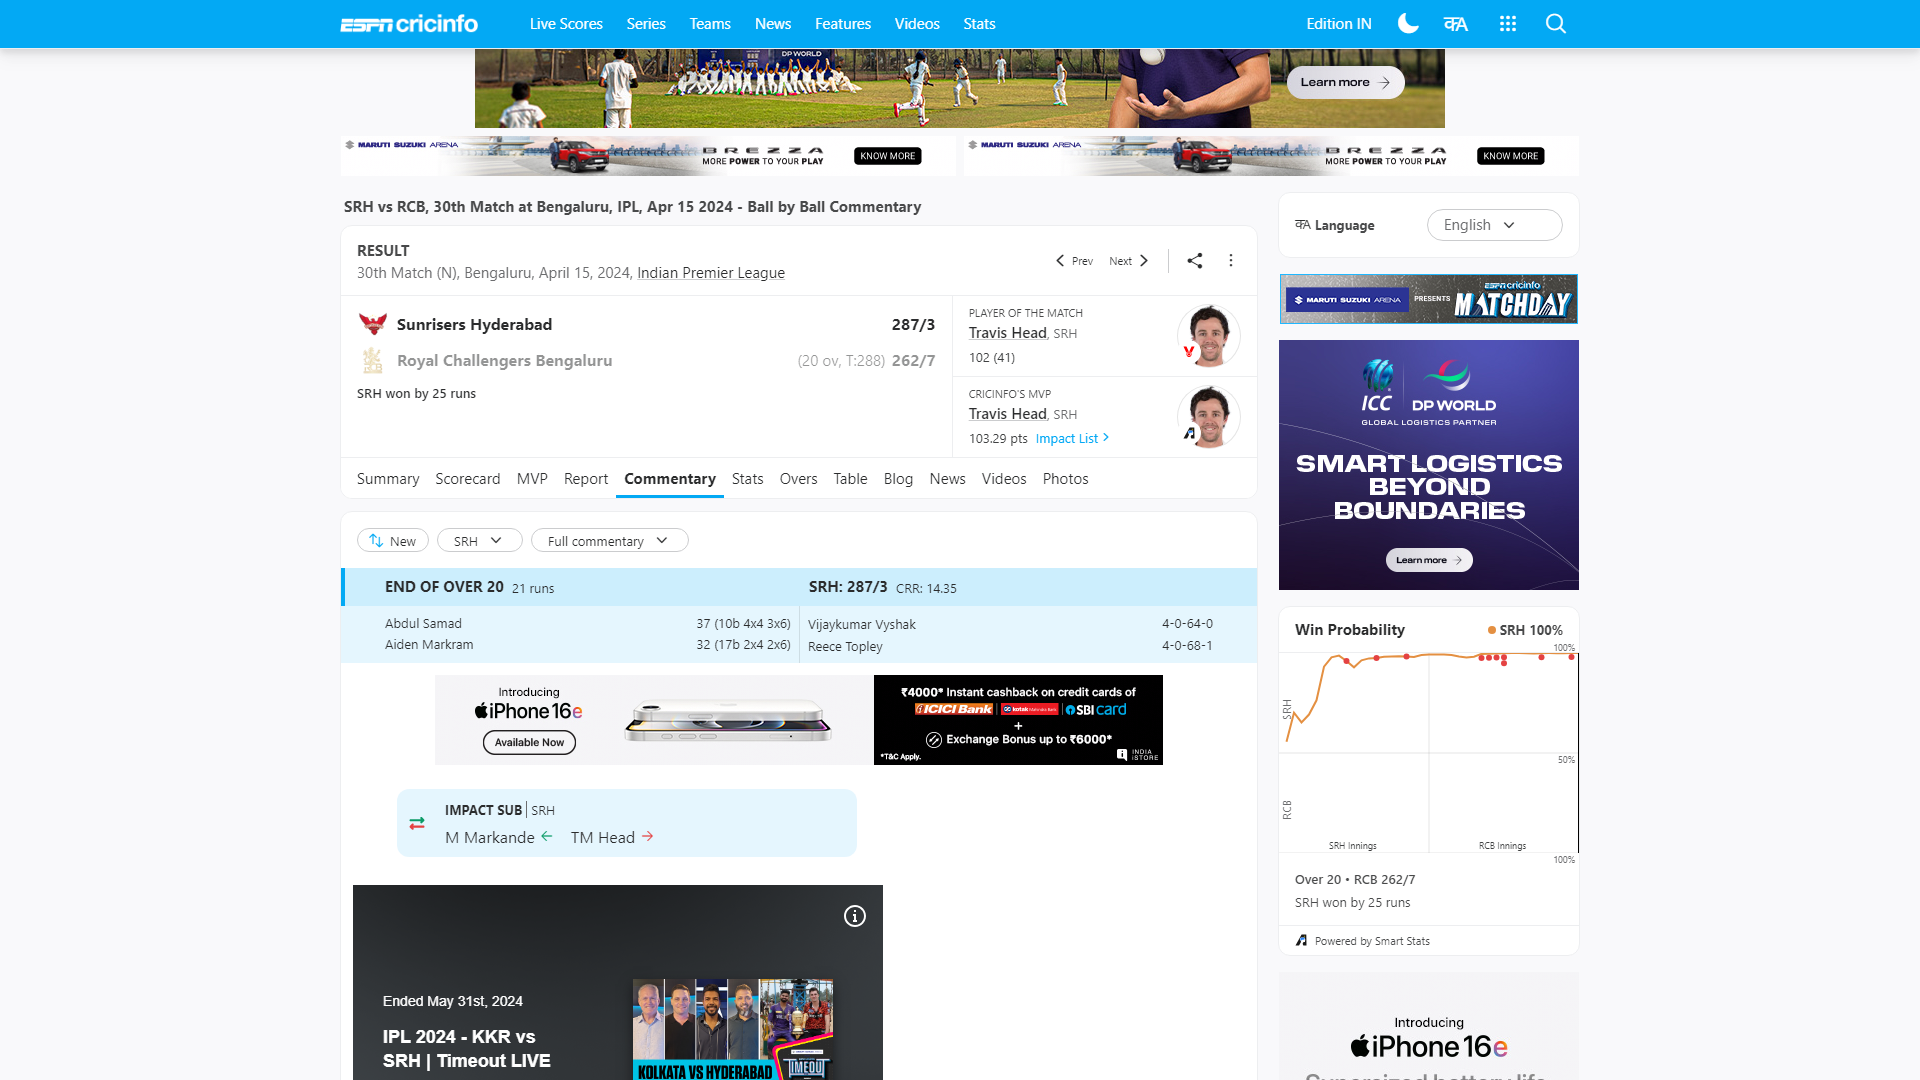 ESPN cricinfo
Live Scores Series Teams News Features Videos Stats
Edition IN
DP WORLD
Learn more
MARUTI SUZUKI ARENA
BREZZA
MORE POWER TO YOUR PLAY
KNOW MORE
MARUTI SUZUKI ARENA
BREZZA
MORE POWER TO YOUR PLAY
KNOW MORE
SRH vs RCB, 30th Match at Bengaluru, IPL, Apr 15 2024 - Ball by Ball Commentary
RESULT
30th Match (N), Bengaluru, April 15, 2024, Indian Premier League
Prev Next
Sunrisers Hyderabad 287/3
Royal Challengers Bengaluru (20 ov, T:288) 262/7
SRH won by 25 runs
PLAYER OF THE MATCH
Travis Head, SRH
102 (41)
CRICINFO'S MVP
Travis Head, SRH
103.29 pts Impact List
Summary Scorecard MVP Report Commentary Stats Overs Table Blog News Videos Photos
New SRH Full commentary
END OF OVER 20 21 runs SRH: 287/3 CRR: 14.35
Abdul Samad 37 (10b 4x4 3x6) Vijaykumar Vyshak 4-0-64-0
Aiden Markram 32 (17b 2x4 2x6) Reece Topley 4-0-68-1
Introducing
iPhone 16e
Available Now
₹4000* Instant cashback on credit cards of
ICICI Bank kotak Mahindra Bank SBI card
+
Exchange Bonus up to ₹6000*
*T&C Apply.
INDIA
iSTORE
IMPACT SUB SRH
M Markande TM Head
Ended May 31st, 2024
IPL 2024 - KKR vs
SRH | Timeout LIVE
KOLKATA VS HYDERABAD
TIMEOUT
क्A Language English
MARUTI SUZUKI ARENA PRESENTS ESPN cricinfo
MATCHDAY
ICC DP WORLD
GLOBAL LOGISTICS PARTNER
SMART LOGISTICS
BEYOND
BOUNDARIES
Learn more
Win Probability SRH 100%
100%
SRH
50%
RCB
SRH Innings RCB Innings
100%
Over 20 • RCB 262/7
SRH won by 25 runs
Powered by Smart Stats
Introducing
iPhone 16e
Supersized battery life